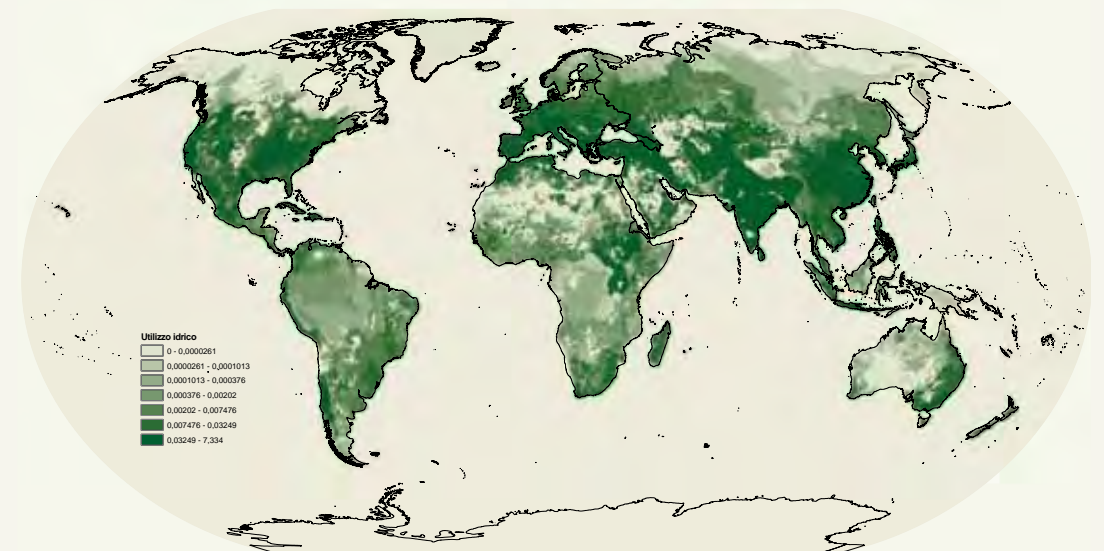 Utilizzo idrico
0 - 0,0000261
0,0000261 - 0,0001013
0,0001013 - 0,000376
0,000376 - 0,00202
0,00202 - 0,007476
0,007476 - 0,03249
0,03249 - 7,334